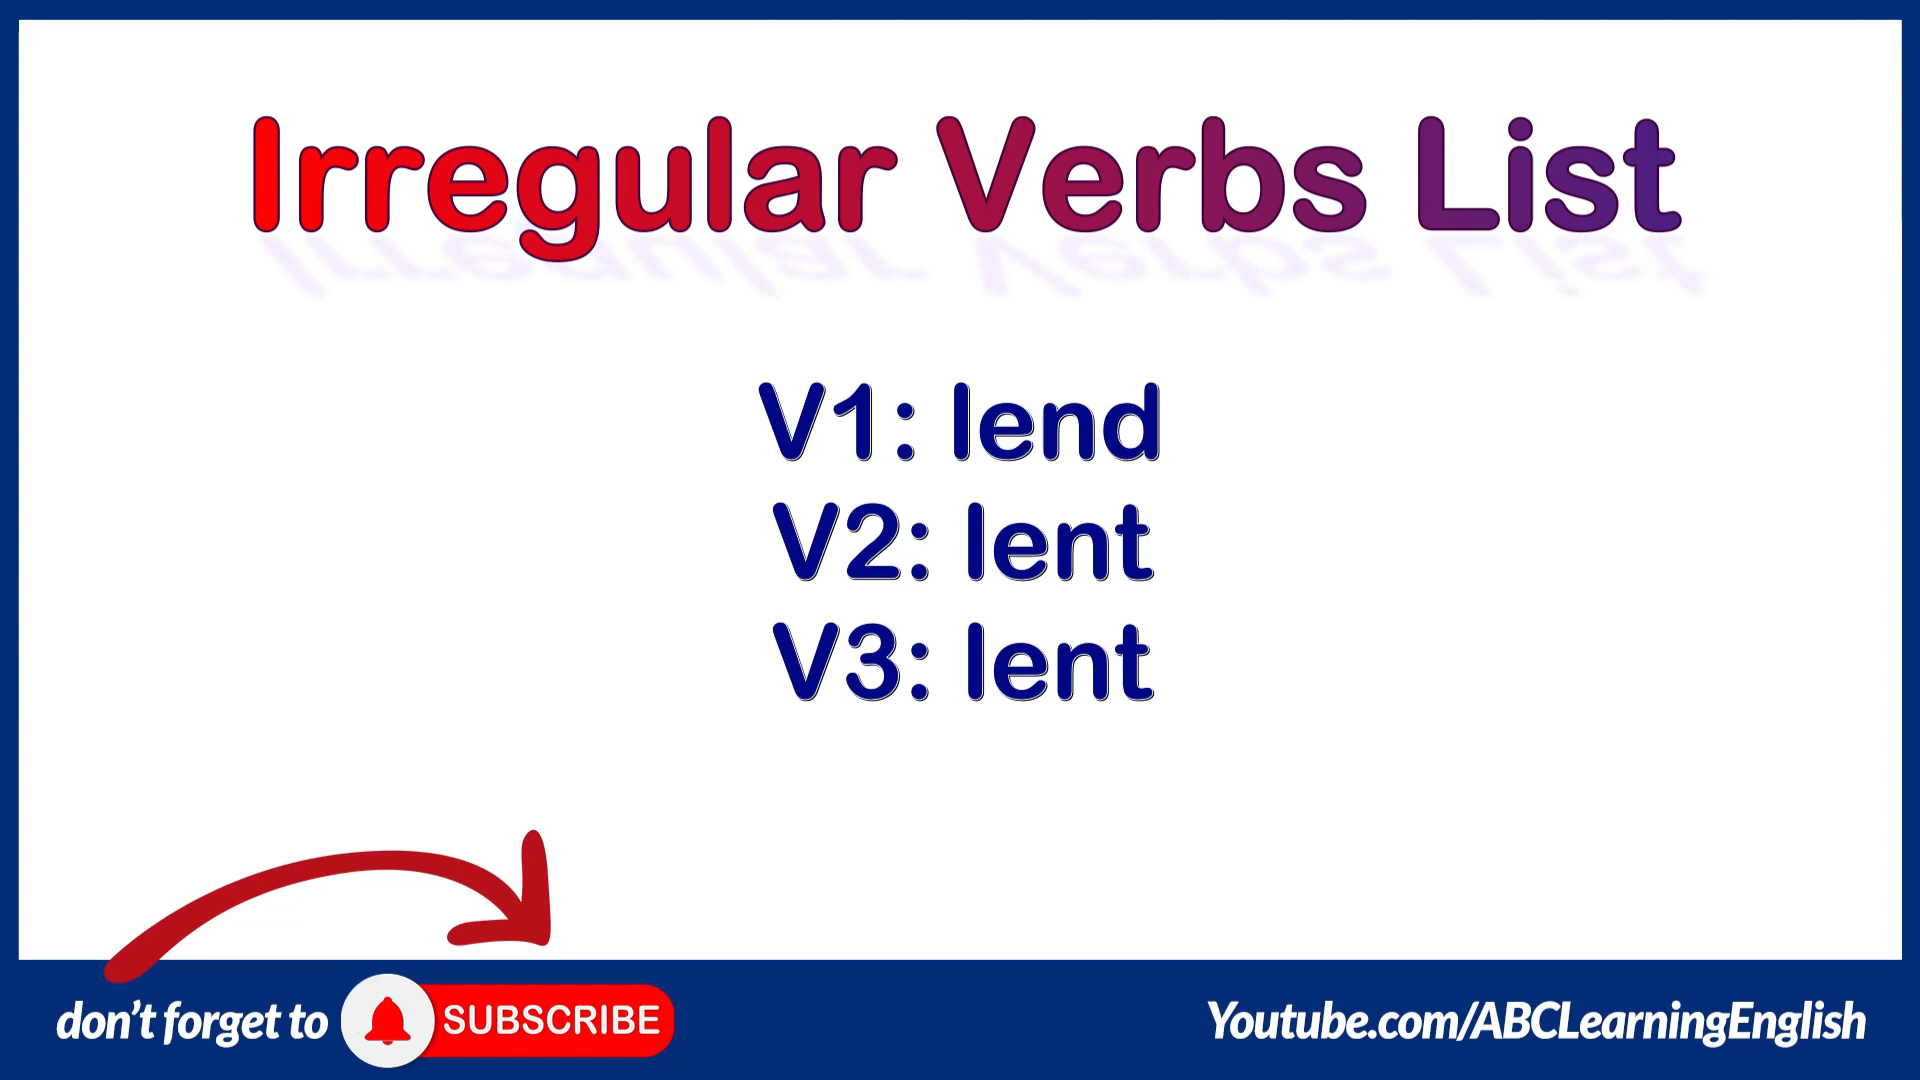 Irregular Verbs List
V1: lend
V2: lent
V3: lent
don't forget to SUBSCRIBE
Youtube.com/ABCLearningEnglish